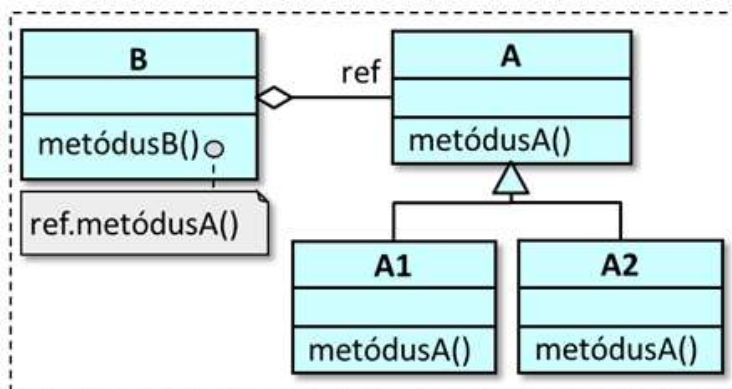 B
metódusB()
ref.metódusA()
ref
A
metódusA()
A1
metódusA()
A2
metódusA()